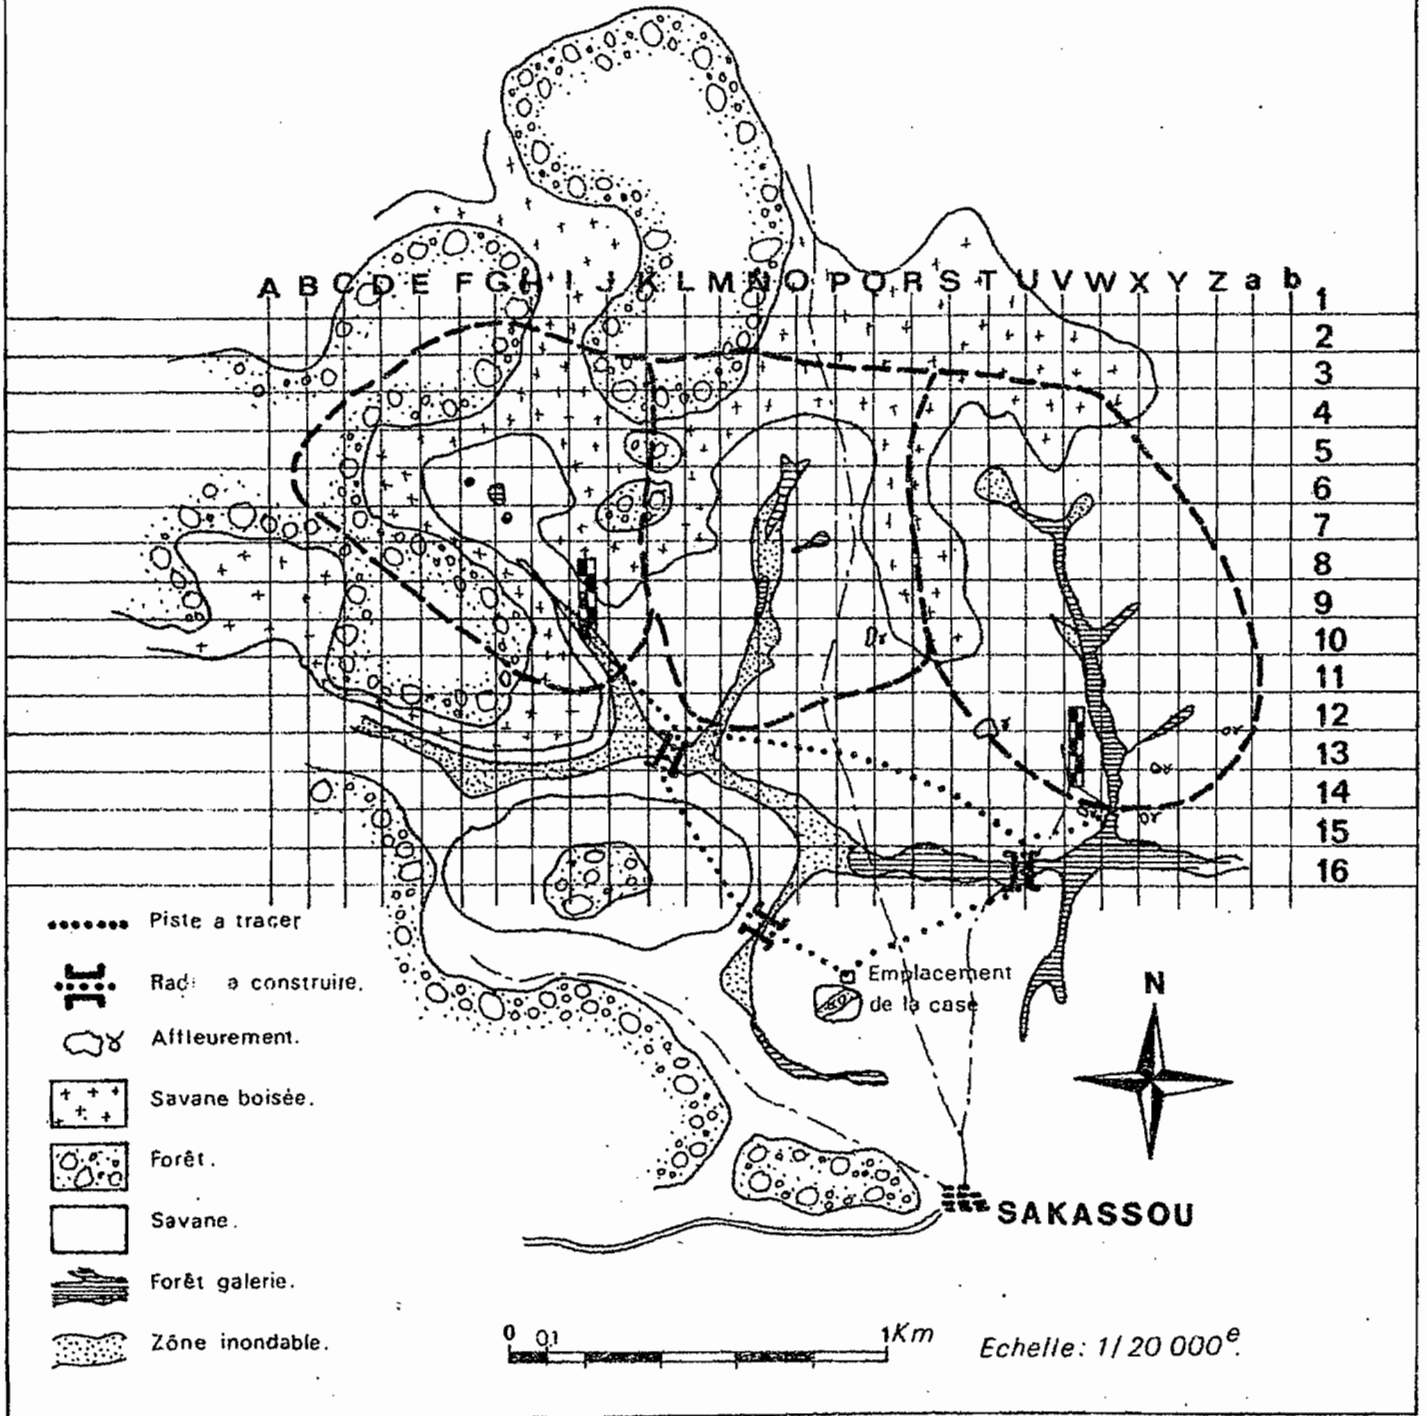 A B C D E F G H I J K L M N O P Q R S T U V W X Y Z a b
1
2
3
4
5
6
7
8
9
10
11
12
13
14
15
16
Piste a tracer
Emplacement
de la case
N
a construire.
Affleurement.
Savane boisée.
Forêt.
Savane.
SAKASSOU
Forêt galerie.
Zône inondable.
0 0,1 1Km
Echelle: 1/20 000e.